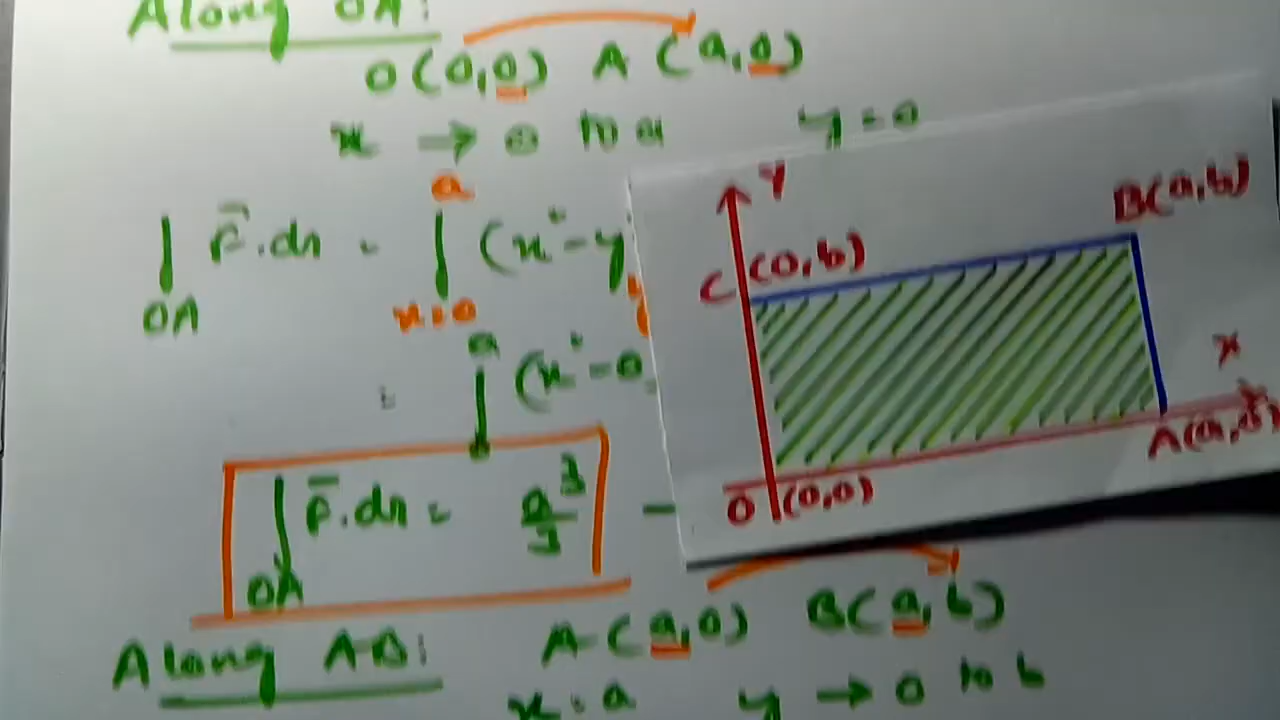 Along OA:
O(0,0) A(a,0)
x → 0 to a y=0
∫OA F̄.dr = ∫x=0 a (x²-y
= ∫0 a (x²-0
∫OA F̄.dr = a³/3 -
Along AB: A(a,0) B(a,b)
x=a y → 0 to b
Y
B(a,b)
C (0,b)
X
A(a,0)
O (0,0)